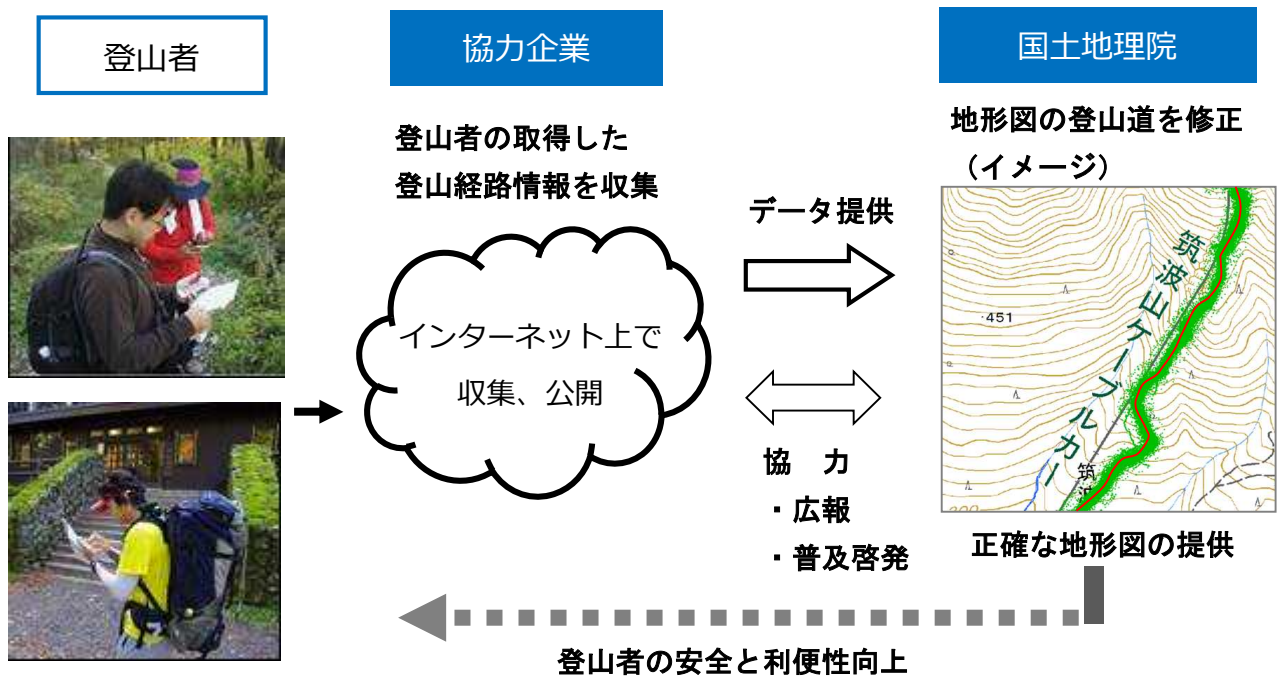 登山者
協力企業
国土地理院
登山者の取得した
登山経路情報を収集
インターネット上で
収集、公開
データ提供
協　力
・広報
・普及啓発
地形図の登山道を修正
（イメージ）
筑波山ケーブルカー
・451
筑
波
正確な地形図の提供
登山者の安全と利便性向上